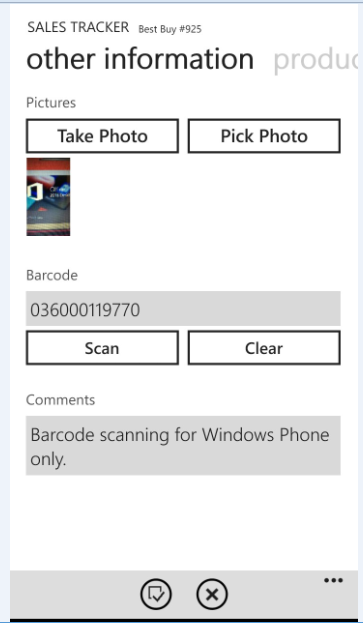 SALES TRACKER Best Buy #925
other information produc
Pictures
Take Photo Pick Photo
Barcode
036000119770
Scan Clear
Comments
Barcode scanning for Windows Phone
only.